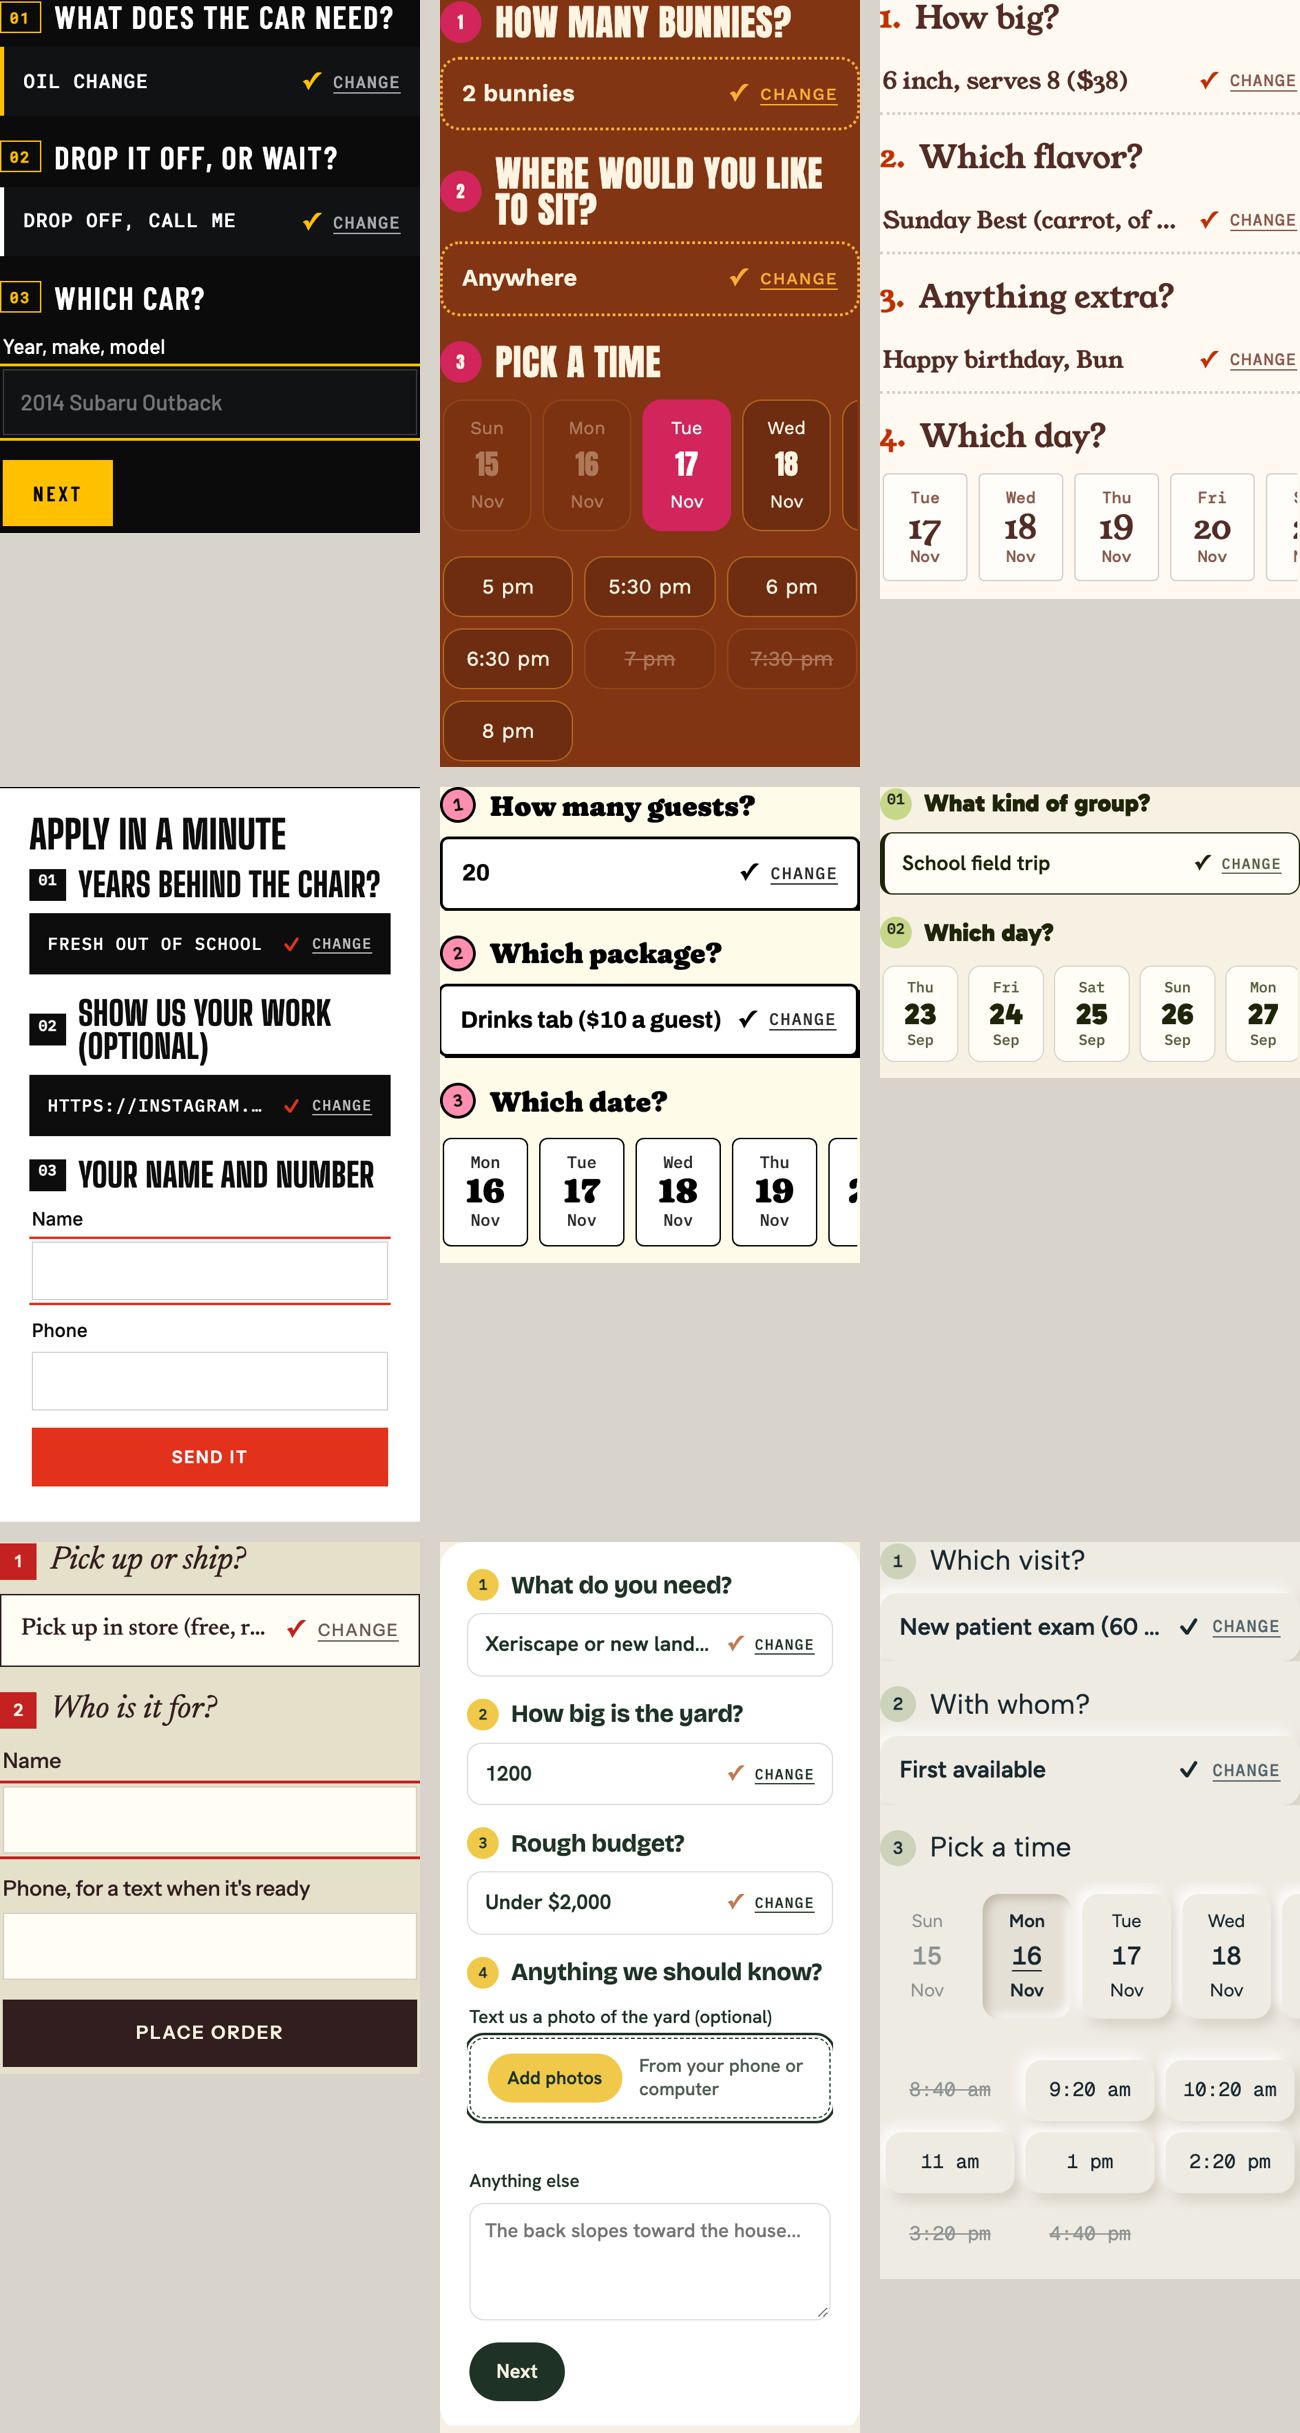 01 WHAT DOES THE CAR NEED?
OIL CHANGE ✓ CHANGE
02 DROP IT OFF, OR WAIT?
DROP OFF, CALL ME ✓ CHANGE
03 WHICH CAR?
Year, make, model
2014 Subaru Outback
NEXT
1 HOW MANY BUNNIES?
2 bunnies ✓ CHANGE
2 WHERE WOULD YOU LIKE
TO SIT?
Anywhere ✓ CHANGE
3 PICK A TIME
Sun Mon Tue Wed
15 16 17 18
Nov Nov Nov Nov
5 pm 5:30 pm 6 pm
6:30 pm 7 pm 7:30 pm
8 pm
1. How big?
6 inch, serves 8 ($38) ✓ CHANGE
2. Which flavor?
Sunday Best (carrot, of ... ✓ CHANGE
3. Anything extra?
Happy birthday, Bun ✓ CHANGE
4. Which day?
Tue Wed Thu Fri
17 18 19 20
Nov Nov Nov Nov
APPLY IN A MINUTE
01 YEARS BEHIND THE CHAIR?
FRESH OUT OF SCHOOL ✓ CHANGE
02 SHOW US YOUR WORK
(OPTIONAL)
HTTPS://INSTAGRAM.… ✓ CHANGE
03 YOUR NAME AND NUMBER
Name
Phone
SEND IT
1 How many guests?
20 ✓ CHANGE
2 Which package?
Drinks tab ($10 a guest) ✓ CHANGE
3 Which date?
Mon Tue Wed Thu
16 17 18 19
Nov Nov Nov Nov
01 What kind of group?
School field trip ✓ CHANGE
02 Which day?
Thu Fri Sat Sun Mon
23 24 25 26 27
Sep Sep Sep Sep Sep
1 Pick up or ship?
Pick up in store (free, r... ✓ CHANGE
2 Who is it for?
Name
Phone, for a text when it's ready
PLACE ORDER
1 What do you need?
Xeriscape or new land... ✓ CHANGE
2 How big is the yard?
1200 ✓ CHANGE
3 Rough budget?
Under $2,000 ✓ CHANGE
4 Anything we should know?
Text us a photo of the yard (optional)
Add photos From your phone or
computer
Anything else
The back slopes toward the house...
Next
1 Which visit?
New patient exam (60 ... ✓ CHANGE
2 With whom?
First available ✓ CHANGE
3 Pick a time
Sun Mon Tue Wed
15 16 17 18
Nov Nov Nov Nov
8:40 am 9:20 am 10:20 am
11 am 1 pm 2:20 pm
3:20 pm 4:40 pm